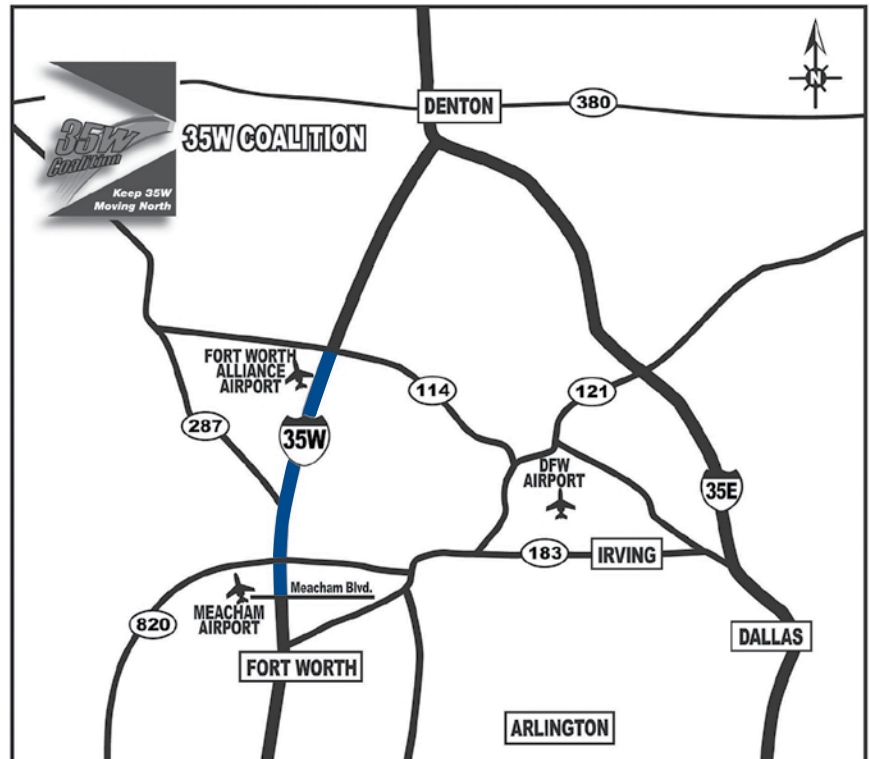 DENTON
380
N
35W
Coalition
35W COALITION
Keep 35W
Moving North
FORT WORTH
ALLIANCE
AIRPORT
114
121
287
35W
DFW
AIRPORT
35E
183
IRVING
Meacham Blvd.
MEACHAM
AIRPORT
820
DALLAS
FORT WORTH
ARLINGTON